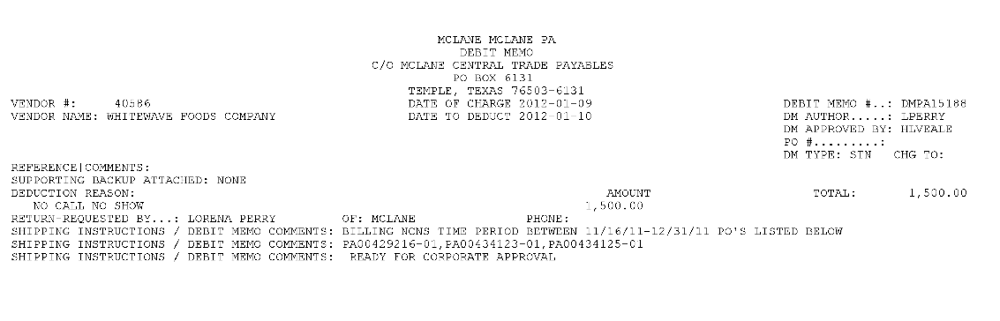 MCLANE MCLANE PA
DEBIT MEMO
C/O MCLANE CENTRAL TRADE PAYABLES
PO BOX 6131
TEMPLE, TEXAS 76503-6131
VENDOR #: 40586 DATE OF CHARGE 2012-01-09 DEBIT MEMO #..: DMPA15188
VENDOR NAME: WHITEWAVE FOODS COMPANY DATE TO DEDUCT 2012-01-10 DM AUTHOR.....: LPERRY
DM APPROVED BY: HLVEALE
PO #.........:
DM TYPE: STN CHG TO:
REFERENCE|COMMENTS:
SUPPORTING BACKUP ATTACHED: NONE
DEDUCTION REASON: AMOUNT TOTAL: 1,500.00
NO CALL NO SHOW 1,500.00
RETURN-REQUESTED BY...: LORENA PERRY OF: MCLANE PHONE:
SHIPPING INSTRUCTIONS / DEBIT MEMO COMMENTS: BILLING NCNS TIME PERIOD BETWEEN 11/16/11-12/31/11 PO'S LISTED BELOW
SHIPPING INSTRUCTIONS / DEBIT MEMO COMMENTS: PA00429216-01,PA00434123-01,PA00434125-01
SHIPPING INSTRUCTIONS / DEBIT MEMO COMMENTS: READY FOR CORPORATE APPROVAL